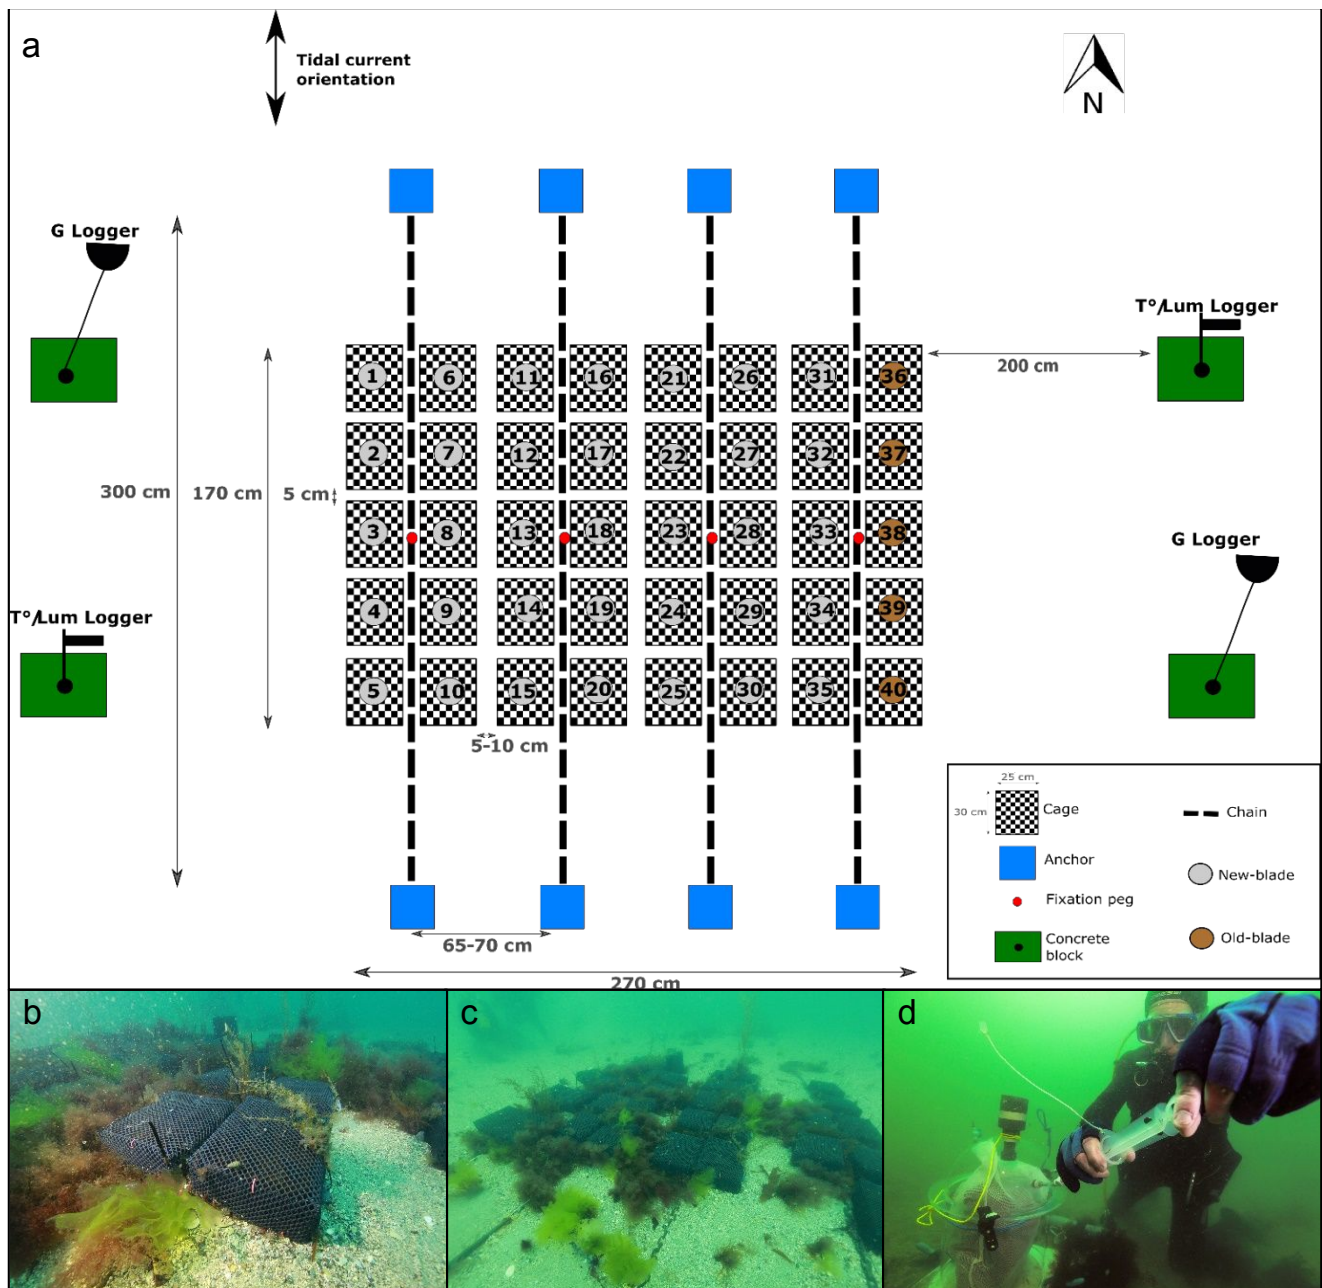 a
Tidal current
orientation
N
G Logger
T°/Lum Logger
200 cm
1 6 11 16 21 26 31 36
2 7 12 17 22 27 32 37
300 cm 170 cm 5 cm
3 8 13 18 23 28 33 38
G Logger
4 9 14 19 24 29 34 39
T°/Lum Logger
5 10 15 20 25 30 35 40
5-10 cm
25 cm
30 cm
Cage
Chain
Anchor
New-blade
Fixation peg
Concrete
block
Old-blade
65-70 cm
270 cm
b
c
d